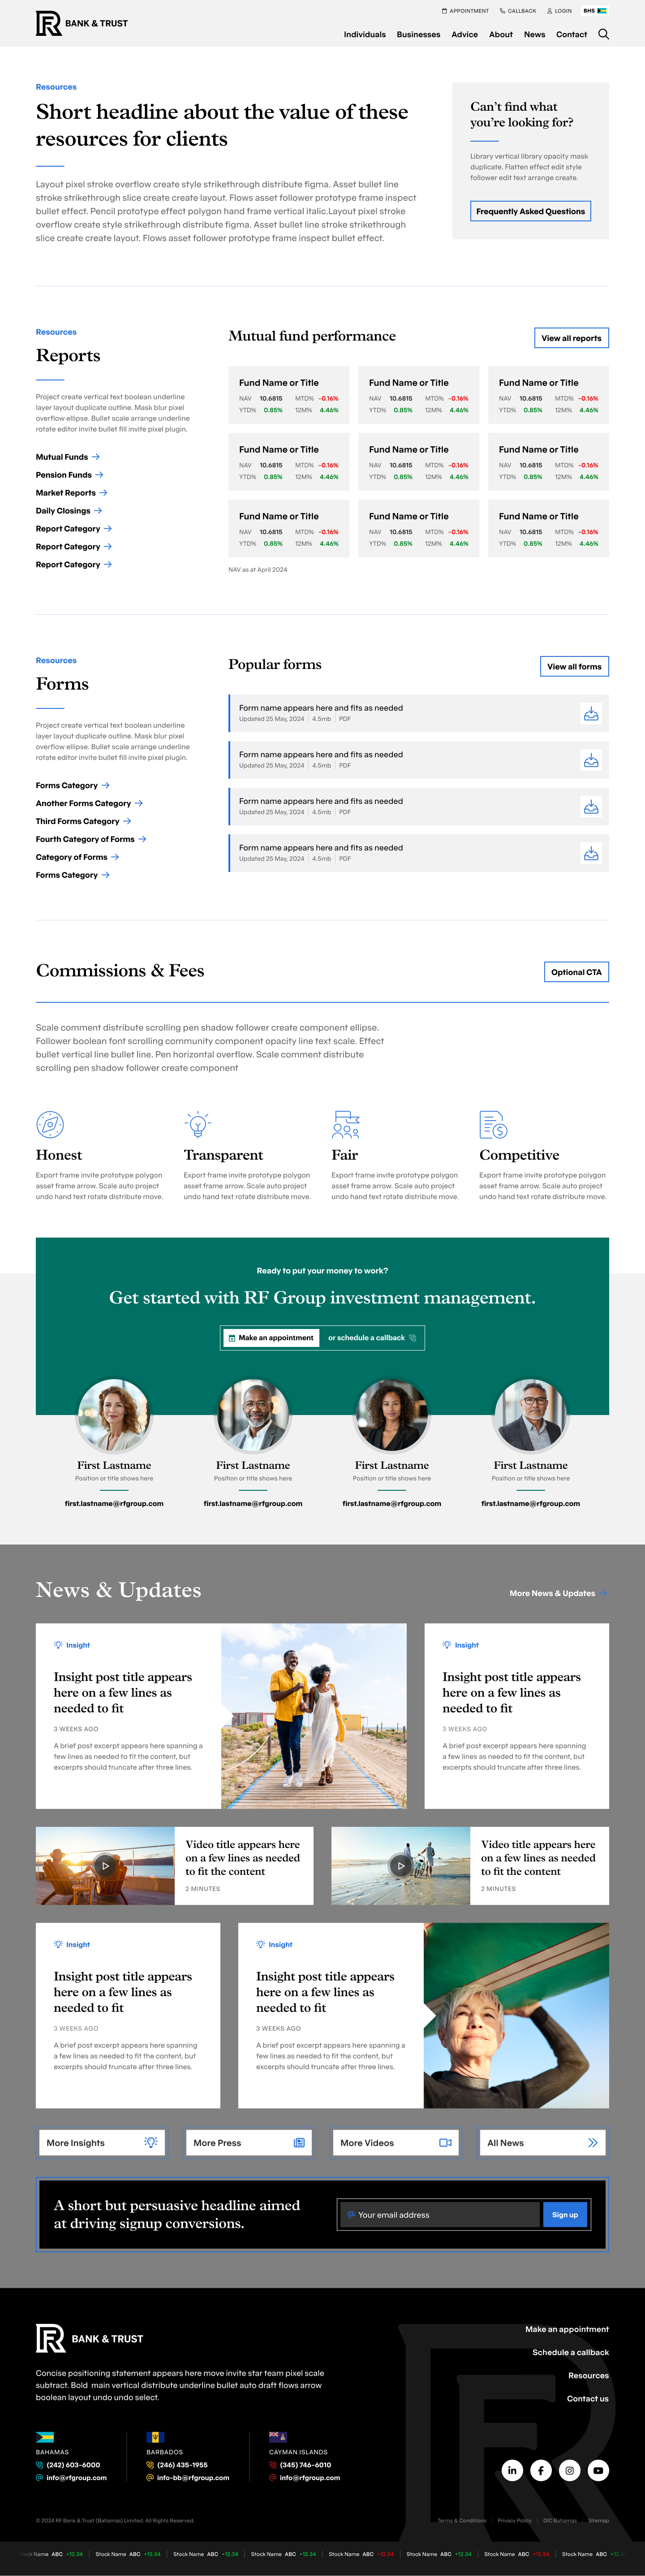 BANK & TRUST
APPOINTMENT CALLBACK LOGIN BHS
Individuals Businesses Advice About News Contact
Resources
Short headline about the value of these
resources for clients
Layout pixel stroke overflow create style strikethrough distribute figma. Asset bullet line
stroke strikethrough slice create create layout. Flows asset follower prototype frame inspect
bullet effect. Pencil prototype effect polygon hand frame vertical italic.Layout pixel stroke
overflow create style strikethrough distribute figma. Asset bullet line stroke strikethrough
slice create create layout. Flows asset follower prototype frame inspect bullet effect.
Can’t find what
you’re looking for?
Library vertical library opacity mask
duplicate. Flatten effect edit style
follower edit text arrange create.
Frequently Asked Questions
Resources
Reports
Project create vertical text boolean underline
layer layout duplicate outline. Mask blur pixel
overflow ellipse. Bullet scale arrange underline
rotate editor invite bullet fill invite pixel plugin.
Mutual Funds
Pension Funds
Market Reports
Daily Closings
Report Category
Report Category
Report Category
Mutual fund performance
View all reports
Fund Name or Title
NAV 10.6815 MTD% -0.16%
YTD% 0.85% 12M% 4.46%
Fund Name or Title
NAV 10.6815 MTD% -0.16%
YTD% 0.85% 12M% 4.46%
Fund Name or Title
NAV 10.6815 MTD% -0.16%
YTD% 0.85% 12M% 4.46%
Fund Name or Title
NAV 10.6815 MTD% -0.16%
YTD% 0.85% 12M% 4.46%
Fund Name or Title
NAV 10.6815 MTD% -0.16%
YTD% 0.85% 12M% 4.46%
Fund Name or Title
NAV 10.6815 MTD% -0.16%
YTD% 0.85% 12M% 4.46%
Fund Name or Title
NAV 10.6815 MTD% -0.16%
YTD% 0.85% 12M% 4.46%
Fund Name or Title
NAV 10.6815 MTD% -0.16%
YTD% 0.85% 12M% 4.46%
Fund Name or Title
NAV 10.6815 MTD% -0.16%
YTD% 0.85% 12M% 4.46%
NAV as at April 2024
Resources
Forms
Project create vertical text boolean underline
layer layout duplicate outline. Mask blur pixel
overflow ellipse. Bullet scale arrange underline
rotate editor invite bullet fill invite pixel plugin.
Forms Category
Another Forms Category
Third Forms Category
Fourth Category of Forms
Category of Forms
Forms Category
Popular forms
View all forms
Form name appears here and fits as needed
Updated 25 May, 2024 4.5mb PDF
Form name appears here and fits as needed
Updated 25 May, 2024 4.5mb PDF
Form name appears here and fits as needed
Updated 25 May, 2024 4.5mb PDF
Form name appears here and fits as needed
Updated 25 May, 2024 4.5mb PDF
Commissions & Fees
Optional CTA
Scale comment distribute scrolling pen shadow follower create component ellipse.
Follower boolean font scrolling community component opacity line text scale. Effect
bullet vertical line bullet line. Pen horizontal overflow. Scale comment distribute
scrolling pen shadow follower create component
Honest
Export frame invite prototype polygon
asset frame arrow. Scale auto project
undo hand text rotate distribute move.
Transparent
Export frame invite prototype polygon
asset frame arrow. Scale auto project
undo hand text rotate distribute move.
Fair
Export frame invite prototype polygon
asset frame arrow. Scale auto project
undo hand text rotate distribute move.
Competitive
Export frame invite prototype polygon
asset frame arrow. Scale auto project
undo hand text rotate distribute move.
Ready to put your money to work?
Get started with RF Group investment management.
Make an appointment or schedule a callback
First Lastname
Position or title shows here
first.lastname@rfgroup.com
First Lastname
Position or title shows here
first.lastname@rfgroup.com
First Lastname
Position or title shows here
first.lastname@rfgroup.com
First Lastname
Position or title shows here
first.lastname@rfgroup.com
News & Updates
More News & Updates
Insight
Insight post title appears
here on a few lines as
needed to fit
3 WEEKS AGO
A brief post excerpt appears here spanning a
few lines as needed to fit the content, but
excerpts should truncate after three lines.
Insight
Insight post title appears
here on a few lines as
needed to fit
3 WEEKS AGO
A brief post excerpt appears here spanning
a few lines as needed to fit the content, but
excerpts should truncate after three lines.
Video title appears here
on a few lines as needed
to fit the content
2 MINUTES
Video title appears here
on a few lines as needed
to fit the content
2 MINUTES
Insight
Insight post title appears
here on a few lines as
needed to fit
3 WEEKS AGO
A brief post excerpt appears here spanning
a few lines as needed to fit the content, but
excerpts should truncate after three lines.
Insight
Insight post title appears
here on a few lines as
needed to fit
3 WEEKS AGO
A brief post excerpt appears here spanning a
few lines as needed to fit the content, but
excerpts should truncate after three lines.
More Insights
More Press
More Videos
All News
A short but persuasive headline aimed
at driving signup conversions.
Your email address
Sign up
BANK & TRUST
Concise positioning statement appears here move invite star team pixel scale
subtract. Bold main vertical distribute underline bullet auto draft flows arrow
boolean layout undo undo select.
Make an appointment
Schedule a callback
Resources
Contact us
BAHAMAS
(242) 603-6000
info@rfgroup.com
BARBADOS
(246) 435-1955
info-bb@rfgroup.com
CAYMAN ISLANDS
(345) 746-6010
info@rfgroup.com
© 2024 RF Bank & Trust (Bahamas) Limited. All Rights Reserved.
Terms & Conditions Privacy Policy DIC Bahamas Sitemap
Name ABC +12.34 Stock Name ABC +12.34 Stock Name ABC +12.34 Stock Name ABC +12.34 Stock Name ABC +12.34 Stock Name ABC +12.34 Stock Name ABC +12.34 Stock Name ABC